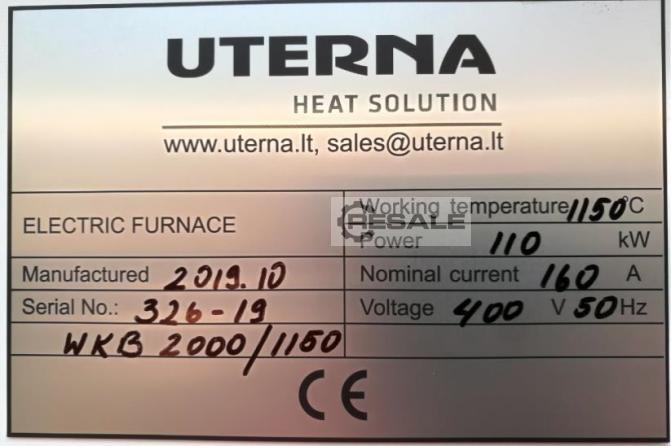 UTERNA
HEAT SOLUTION
www.uterna.lt, sales@uterna.lt
ELECTRIC FURNACE
Working temperature 1150°C
RESALE
Power 110 kW
Manufactured 2019.10
Nominal current 160 A
Serial No.: 326-19
Voltage 400 V 50 Hz
WKB 2000/1150
CE